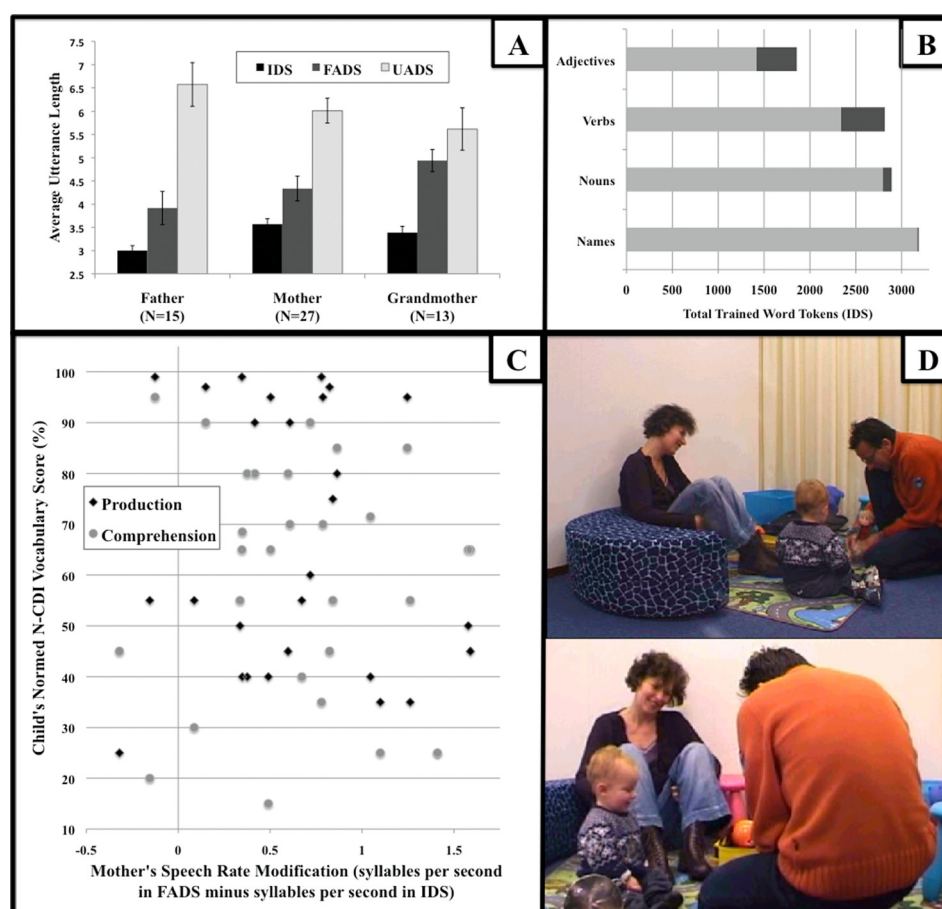 A
7.5
7
6.5
6
5.5
5
4.5
4
3.5
3
2.5
Average Utterance Length
IDS FADS UADS
Father Mother Grandmother
(N=15) (N=27) (N=13)
B
Adjectives
Verbs
Nouns
Names
0 500 1000 1500 2000 2500 3000
Total Trained Word Tokens (IDS)
C
100
90
80
70
60
50
40
30
20
10
Child's Normed N-CDI Vocabulary Score (%)
Production
Comprehension
-0.5 0 0.5 1 1.5
Mother's Speech Rate Modification (syllables per second
in FADS minus syllables per second in IDS)
D